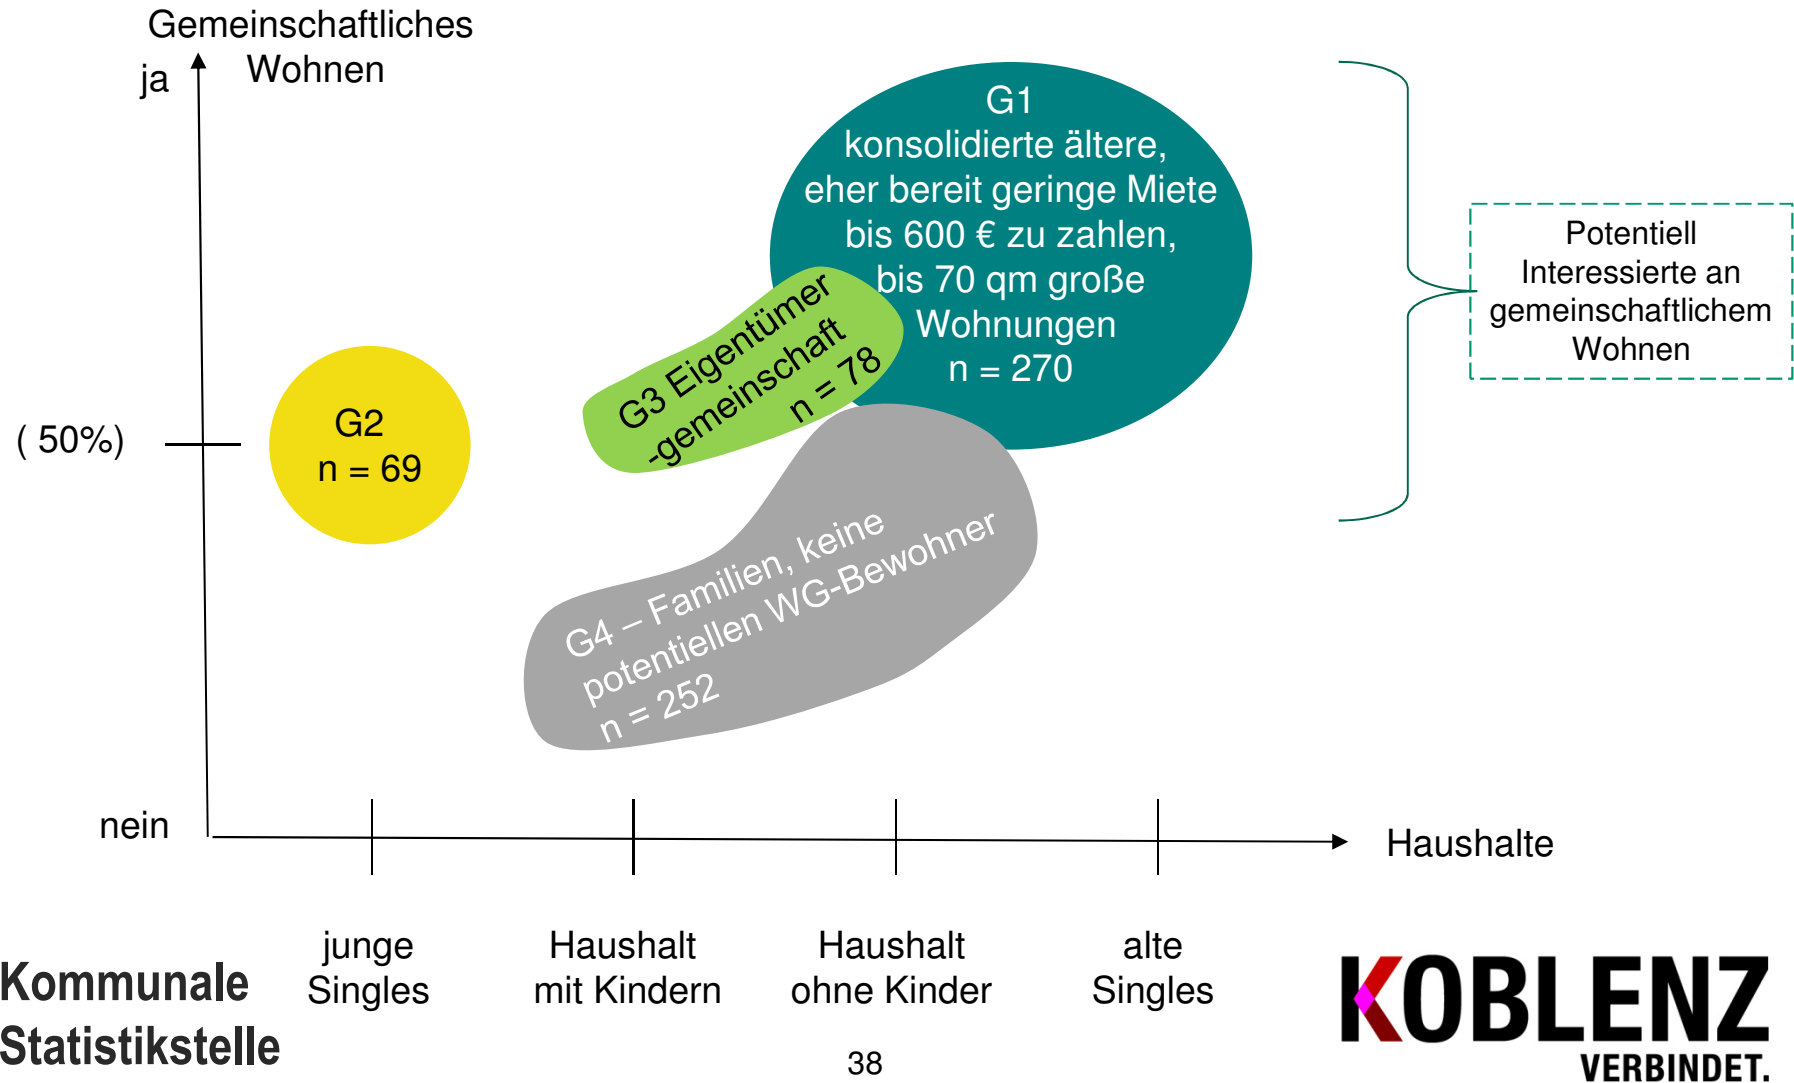 Gemeinschaftliches
Wohnen
ja
G1
konsolidierte ältere,
eher bereit geringe Miete
bis 600 € zu zahlen,
bis 70 qm große
Wohnungen
n = 270
Potentiell
Interessierte an
gemeinschaftlichem
Wohnen
G3 Eigentümer
-gemeinschaft
n = 78
( 50%)
G2
n = 69
G4 – Familien, keine
potentiellen WG-Bewohner
n = 252
nein
Haushalte
junge
Singles
Haushalt
mit Kindern
Haushalt
ohne Kinder
alte
Singles
Kommunale
Statistikstelle
38
KOBLENZ
VERBINDET.